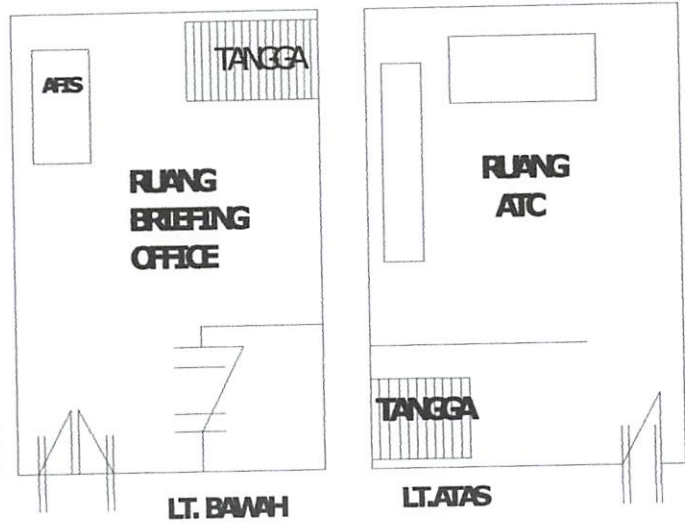 TANGGA
AFIS
RUANG
BRIEFING
OFFICE
LT. BAWAH
RUANG
ATC
TANGGA
LT.ATAS